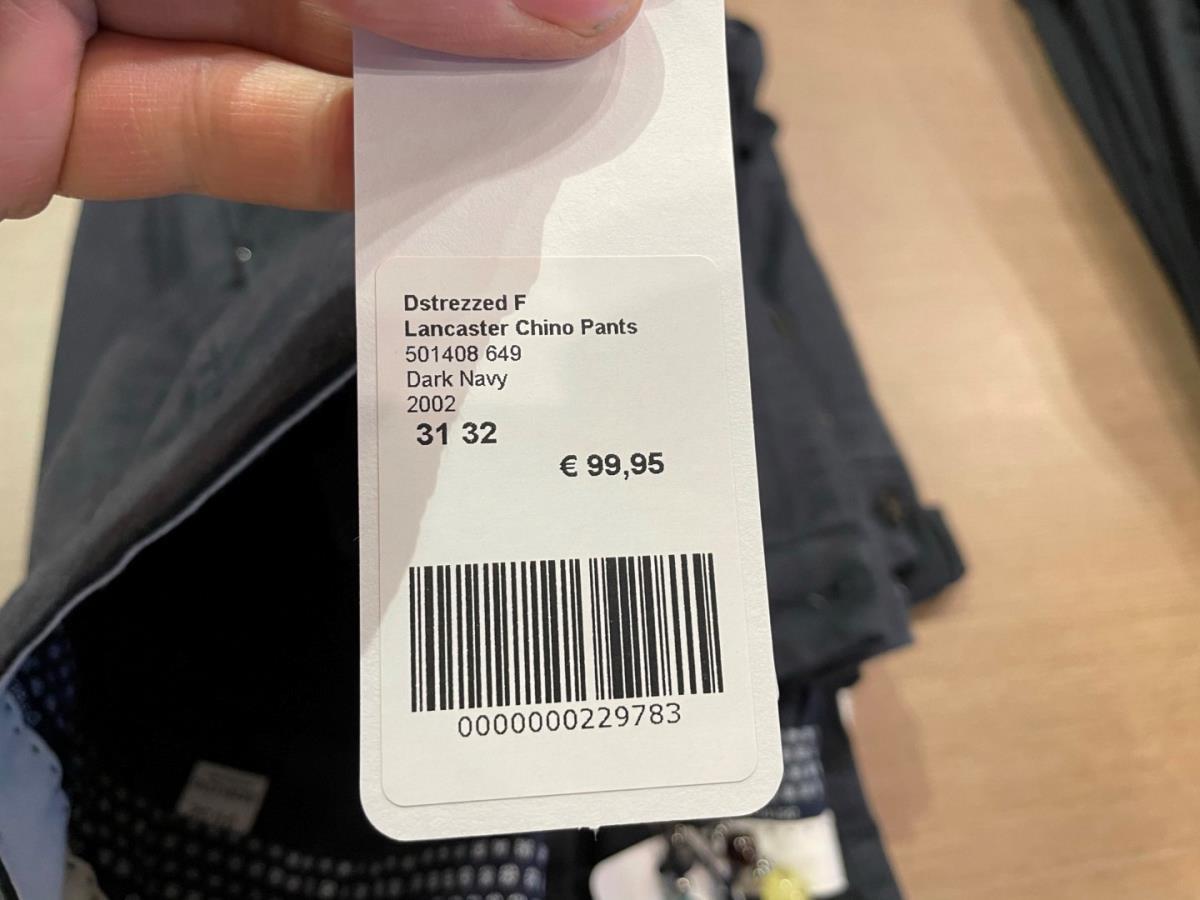 Dstrezzed F
Lancaster Chino Pants
501408 649
Dark Navy
2002
31 32
€ 99,95
0000000229783